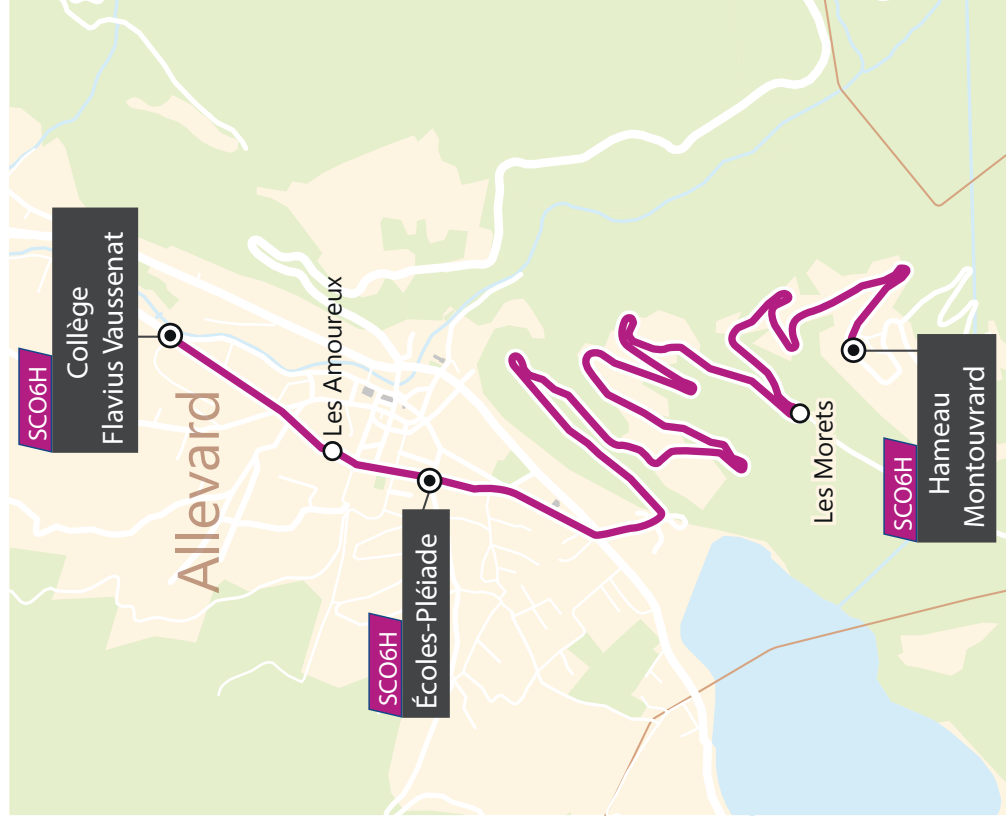 SCO6H
Collège
Flavius Vaussenat
Allevard
Les Amoureux
SCO6H
Écoles-Pléiade
Les Morets
SCO6H
Hameau
Montouvrard